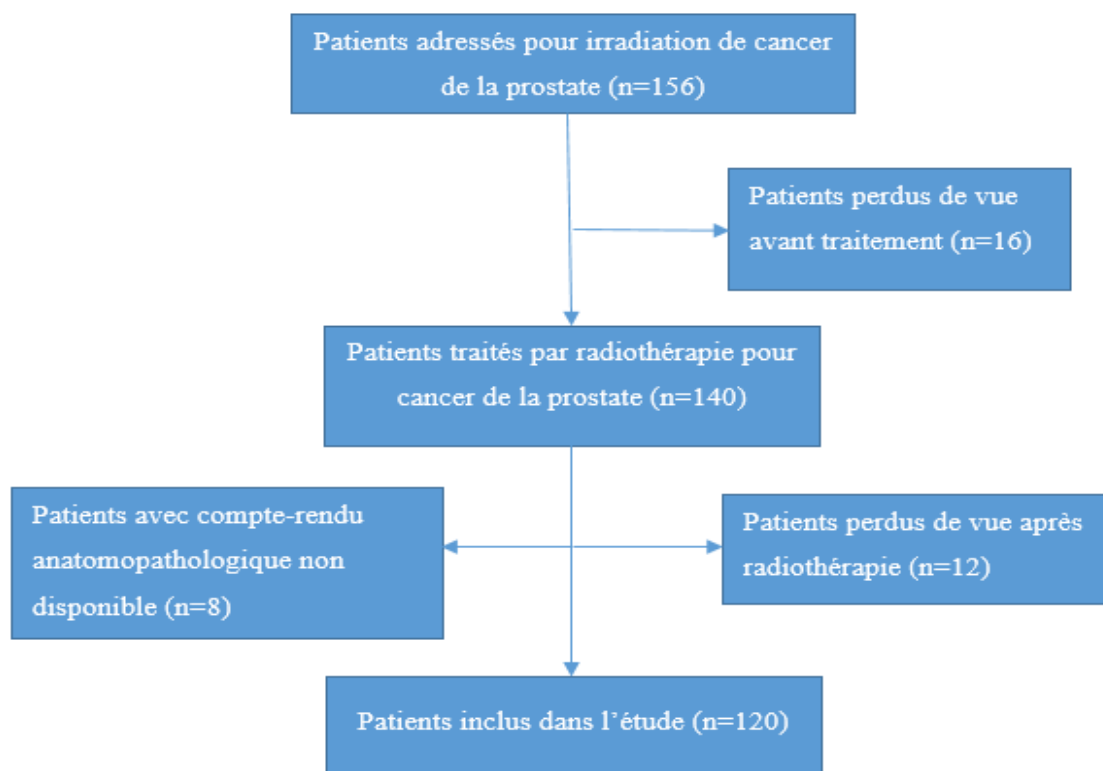 Patients adressés pour irradiation de cancer
de la prostate (n=156)
Patients perdus de vue
avant traitement (n=16)
Patients traités par radiothérapie pour
cancer de la prostate (n=140)
Patients avec compte-rendu
anatomopathologique non
disponible (n=8)
Patients perdus de vue après
radiothérapie (n=12)
Patients inclus dans l’étude (n=120)